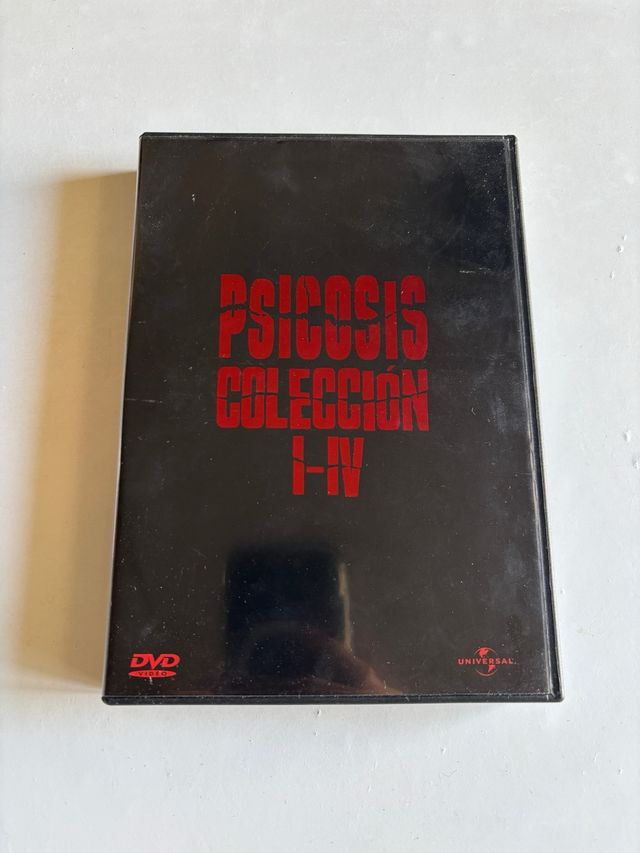 PSICOSIS
COLECCIÓN
I-IV
DVD
VIDEO
UNIVERSAL